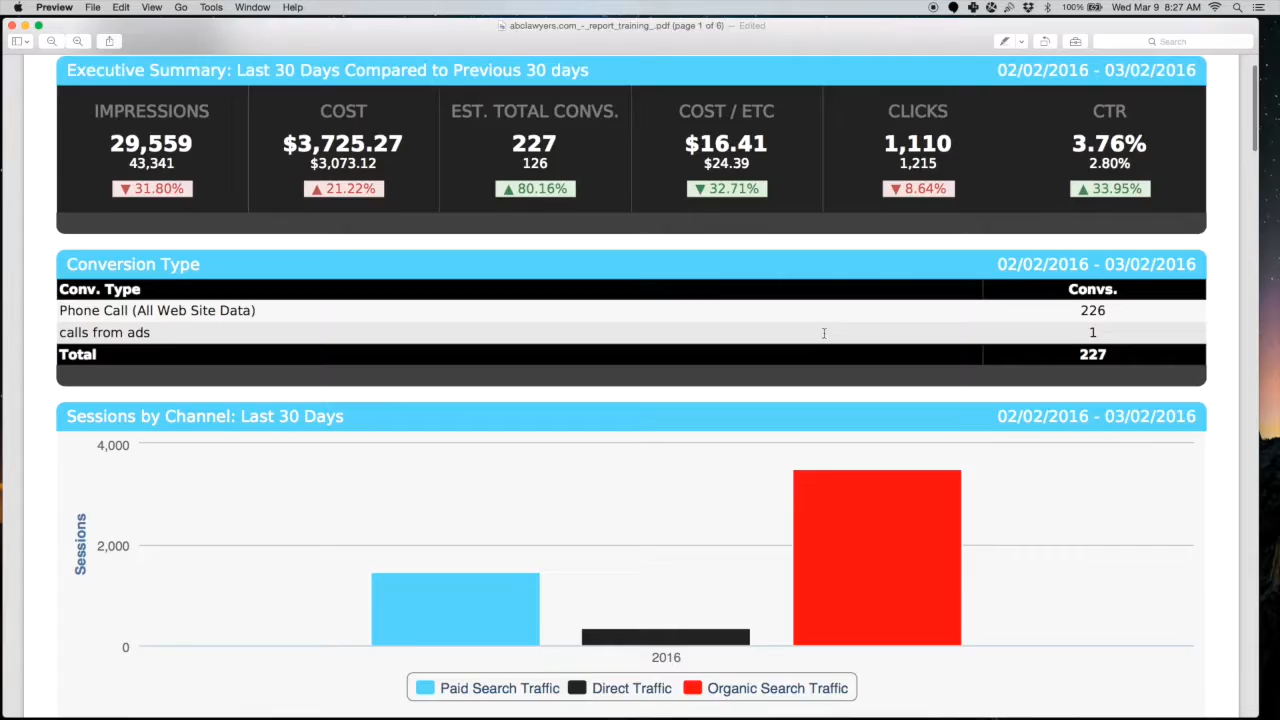 Preview File Edit View Go Tools Window Help 100% Wed Mar 9 8:27 AM
abclawyers.com_-_report_training_.pdf (page 1 of 6) — Edited
Search
Executive Summary: Last 30 Days Compared to Previous 30 days 02/02/2016 - 03/02/2016
IMPRESSIONS COST EST. TOTAL CONVS. COST / ETC CLICKS CTR
29,559 $3,725.27 227 $16.41 1,110 3.76%
43,341 $3,073.12 126 $24.39 1,215 2.80%
▼ 31.80% ▲ 21.22% ▲ 80.16% ▼ 32.71% ▼ 8.64% ▲ 33.95%
Conversion Type 02/02/2016 - 03/02/2016
Conv. Type Convs.
Phone Call (All Web Site Data) 226
calls from ads 1
Total 227
Sessions by Channel: Last 30 Days 02/02/2016 - 03/02/2016
4,000
Sessions
2,000
0
2016
Paid Search Traffic Direct Traffic Organic Search Traffic